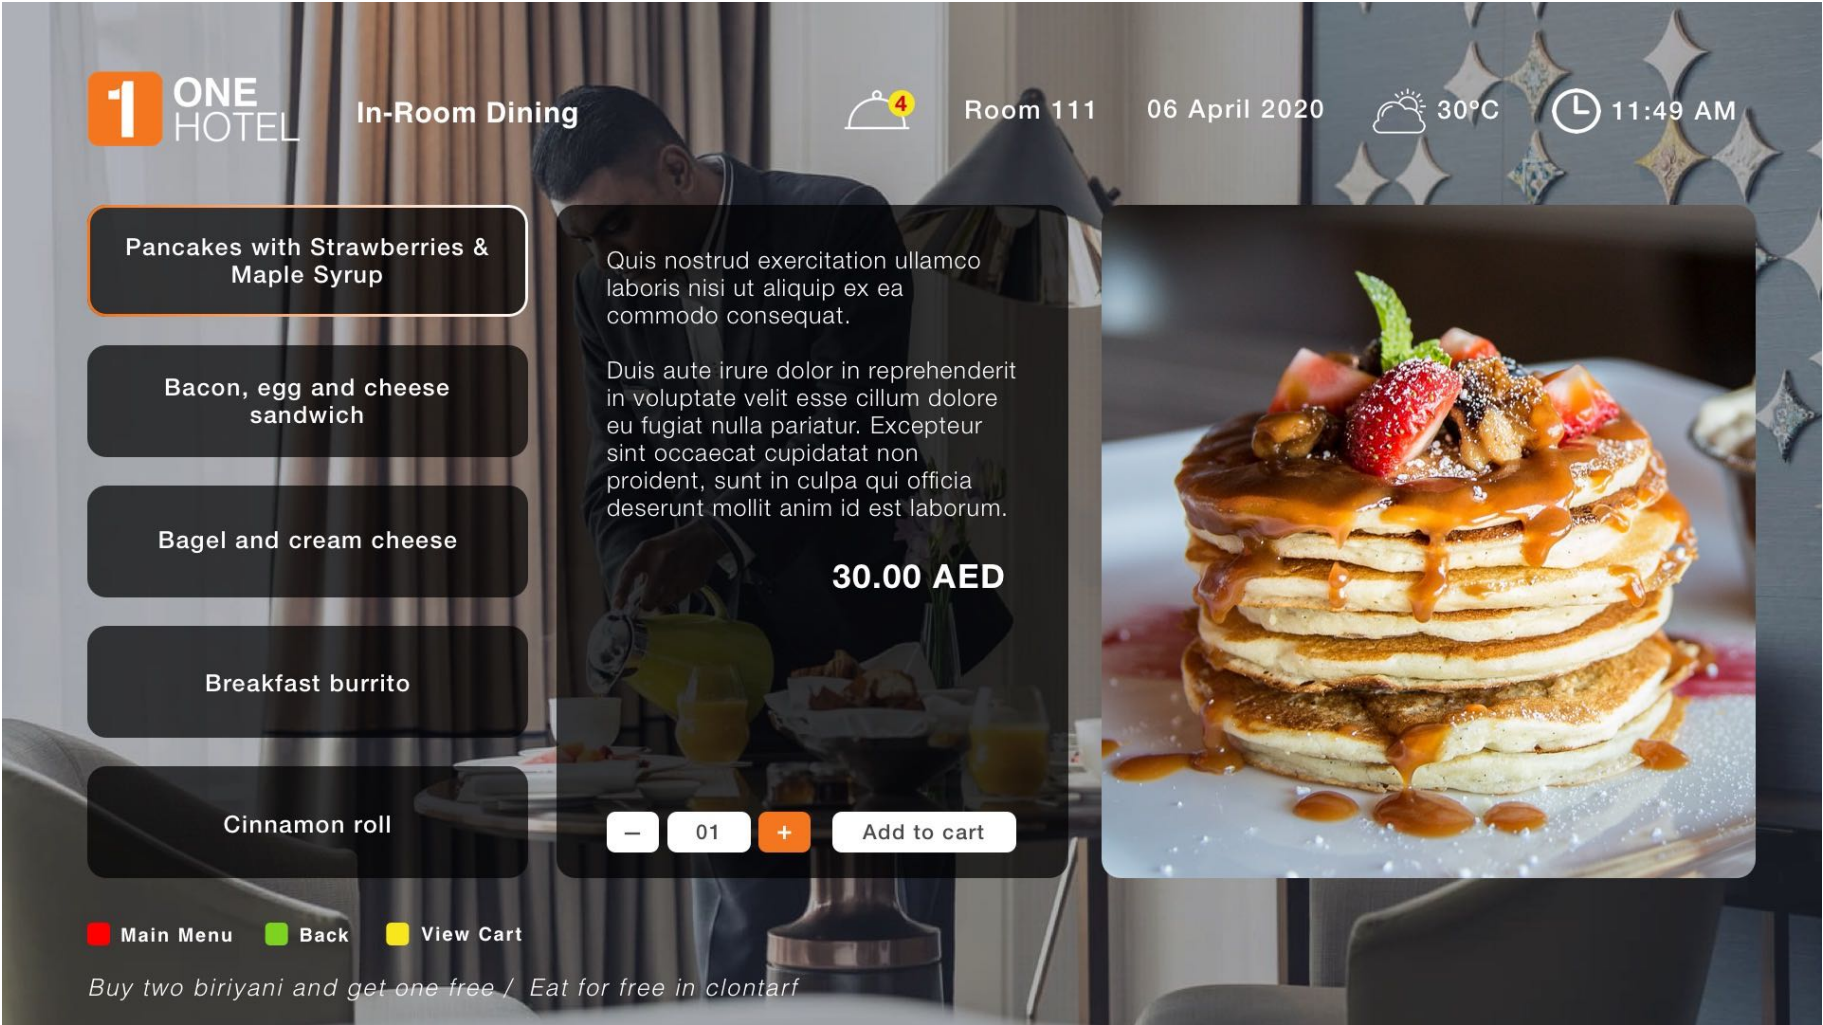 1 ONE
HOTEL
In-Room Dining
4
Room 111
06 April 2020
30°C
11:49 AM
Pancakes with Strawberries &
Maple Syrup
Bacon, egg and cheese
sandwich
Bagel and cream cheese
Breakfast burrito
Cinnamon roll
Quis nostrud exercitation ullamco
laboris nisi ut aliquip ex ea
commodo consequat.
Duis aute irure dolor in reprehenderit
in voluptate velit esse cillum dolore
eu fugiat nulla pariatur. Excepteur
sint occaecat cupidatat non
proident, sunt in culpa qui officia
deserunt mollit anim id est laborum.
30.00 AED
– 01 + Add to cart
Main Menu Back View Cart
Buy two biriyani and get one free / Eat for free in clontarf